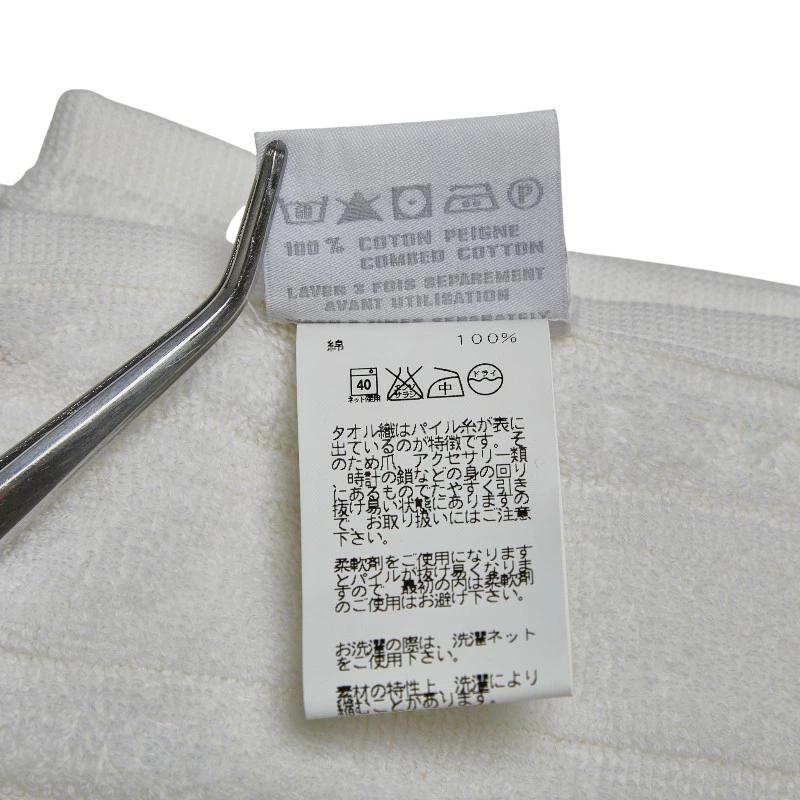 60
P
100 % COTON PEIGNE
COMBED COTTON
LAVER 3 FOIS SEPAREMENT
AVANT UTILISATION
SEPARATELY
綿 100%
40
ネット使用
エンソ
サラシ
中
ドライ
タオル織はパイル糸が表に
出ているのが特徴です。そ
のため爪、アクセサリー類
、時計の鎖などの身の回り
にあるものでたやすく引き
抜け易い状態にありますの
で、お取り扱いにはご注意
下さい。
柔軟剤をご使用になります
とパイルが抜け易くなりま
すので、最初の内は柔軟剤
のご使用はお避け下さい。
お洗濯の際は、洗濯ネット
をご使用下さい。
素材の特性上、洗濯により
縮むことがあります。